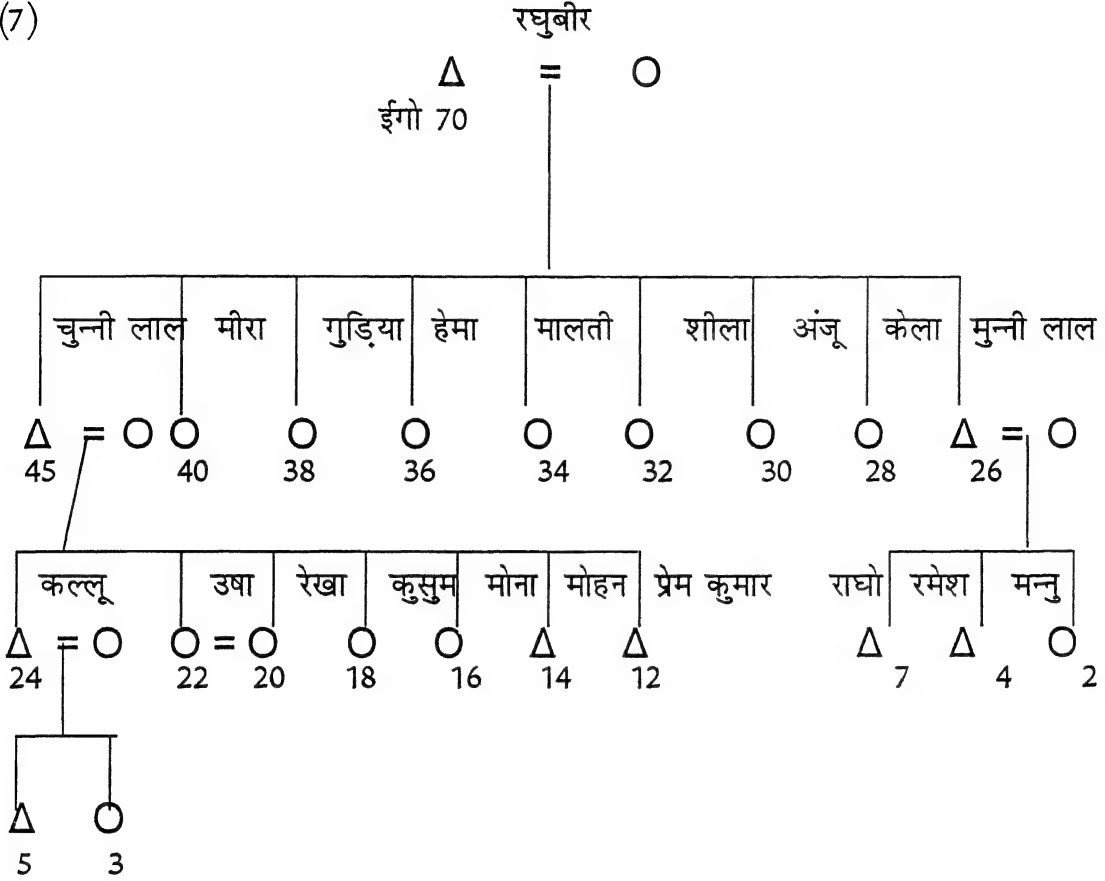 (7) रघुबीर
Δ = O
ईगो 70
चुन्नी लाल मीरा गुड़िया हेमा मालती शीला अंजू केला मुन्नी लाल
Δ = O O O O O O O O Δ = O
45 40 38 36 34 32 30 28 26
कल्लू उषा रेखा कुसुम मोना मोहन प्रेम कुमार राघो रमेश मन्नु
Δ = O O = O O O Δ Δ Δ Δ O
24 22 20 18 16 14 12 7 4 2
Δ O
5 3